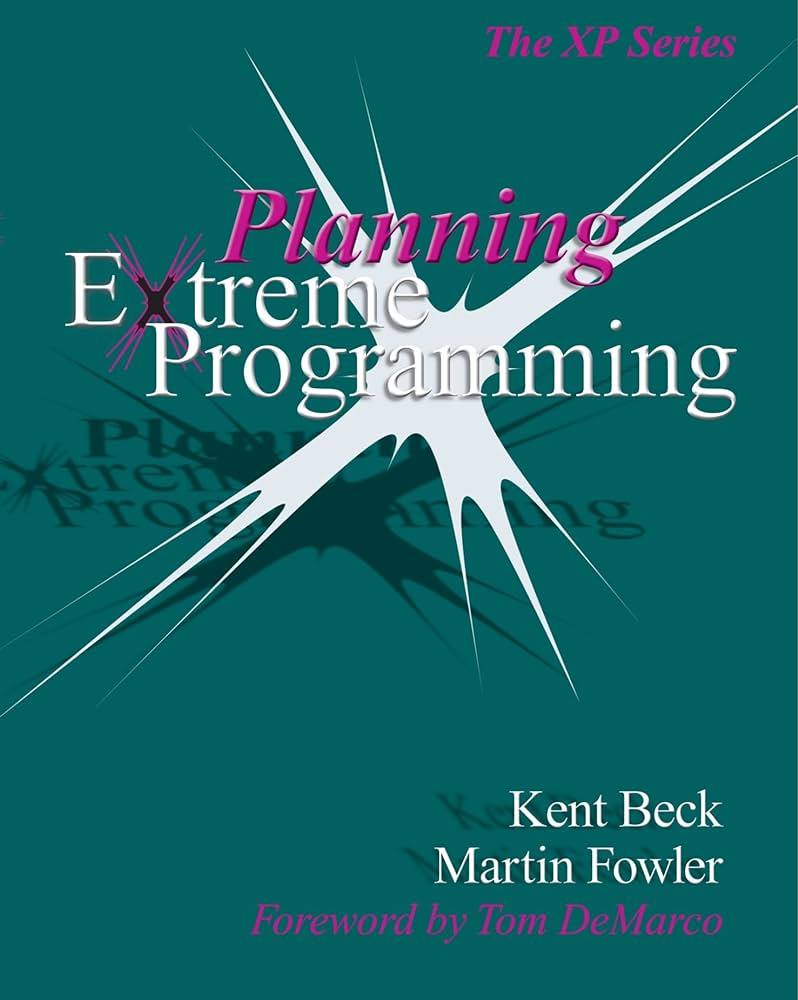 The XP Series
Planning
Extreme
Programming
Kent Beck
Martin Fowler
Foreword by Tom DeMarco